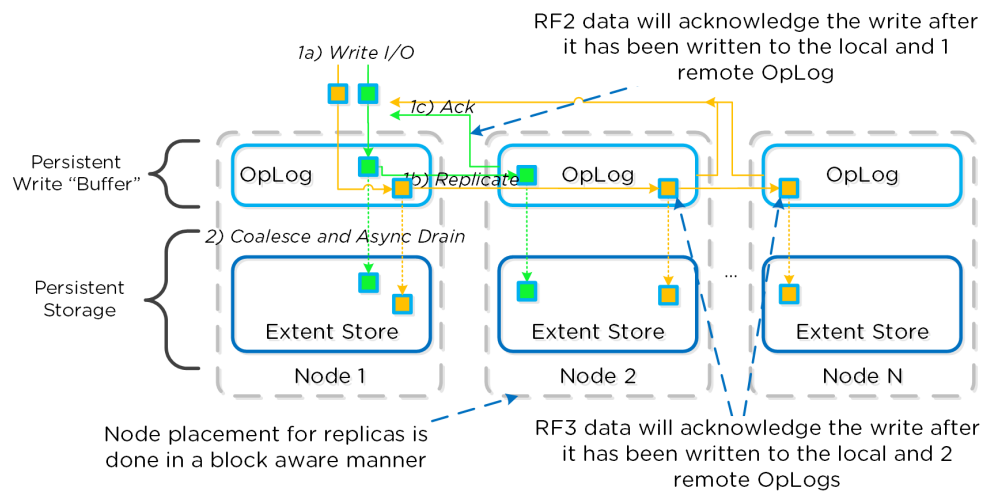 RF2 data will acknowledge the write after
it has been written to the local and 1
remote OpLog
1a) Write I/O
1c) Ack
Persistent
Write “Buffer”
OpLog
OpLog
OpLog
1b) Replicate
2) Coalesce and Async Drain
Persistent
Storage
...
Extent Store
Extent Store
Extent Store
Node 1
Node 2
Node N
Node placement for replicas is
done in a block aware manner
RF3 data will acknowledge the write after
it has been written to the local and 2
remote OpLogs